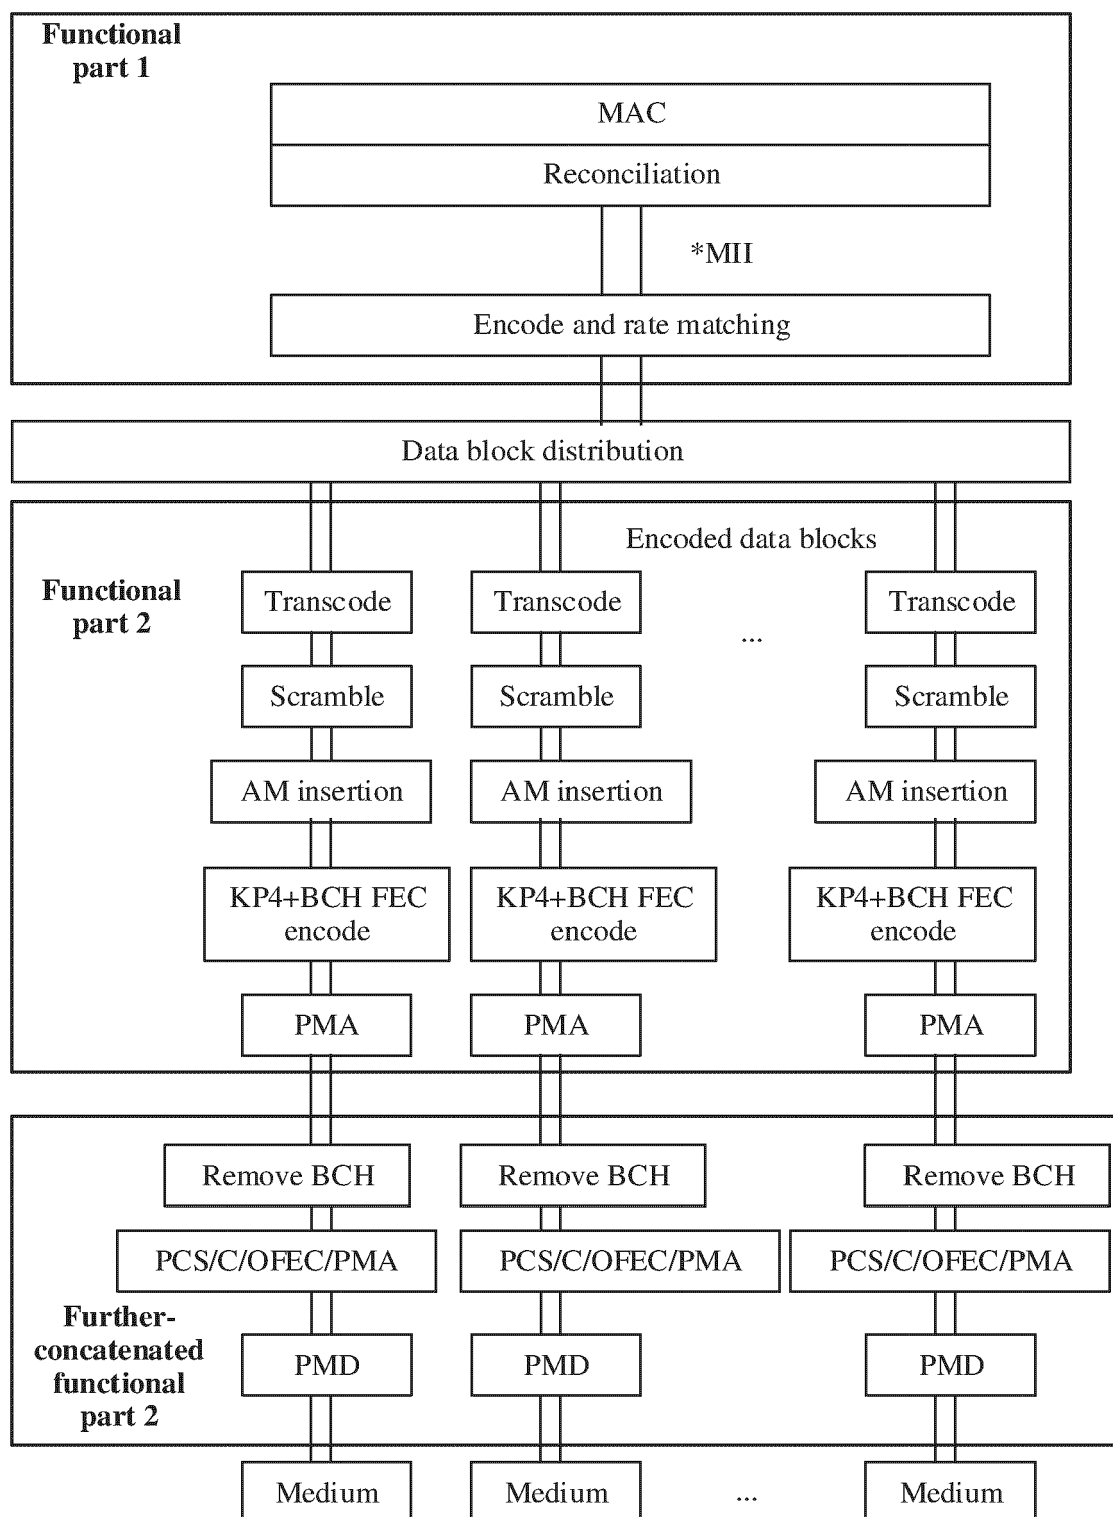 Functional
part 1
MAC
Reconciliation
*MII
Encode and rate matching
Data block distribution
Encoded data blocks
Functional
part 2
Transcode Transcode Transcode
...
Scramble Scramble Scramble
AM insertion AM insertion AM insertion
KP4+BCH FEC KP4+BCH FEC KP4+BCH FEC
encode encode encode
PMA PMA PMA
Remove BCH Remove BCH Remove BCH
PCS/C/OFEC/PMA PCS/C/OFEC/PMA PCS/C/OFEC/PMA
Further-
concatenated
functional
part 2
PMD PMD PMD
Medium Medium ... Medium